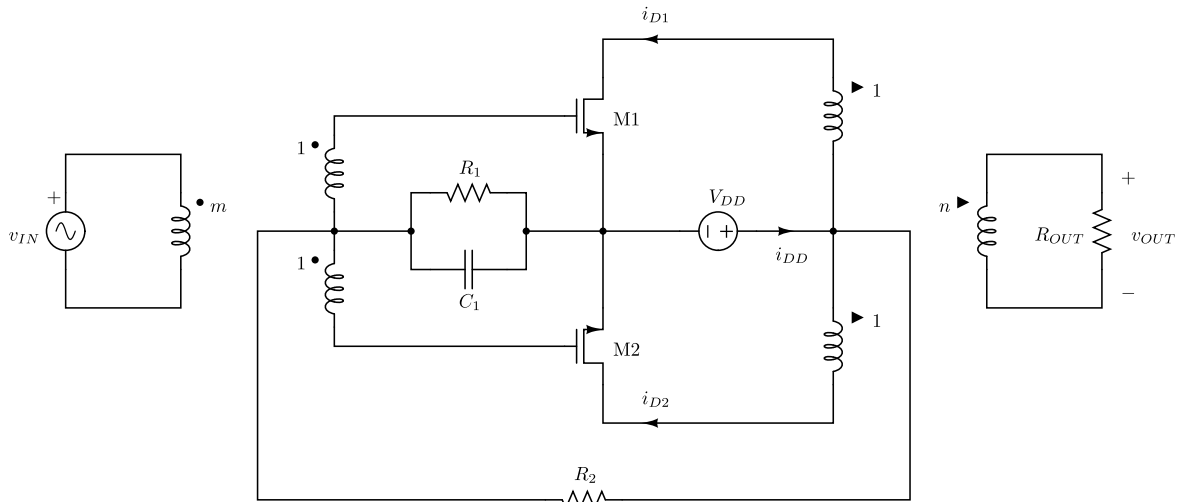 i_{D1}
1
M1
1
R_1
V_{DD}
+
m
n
+
v_{IN}
R_{OUT}
v_{OUT}
i_{DD}
1
C_1
−
1
M2
i_{D2}
R_2